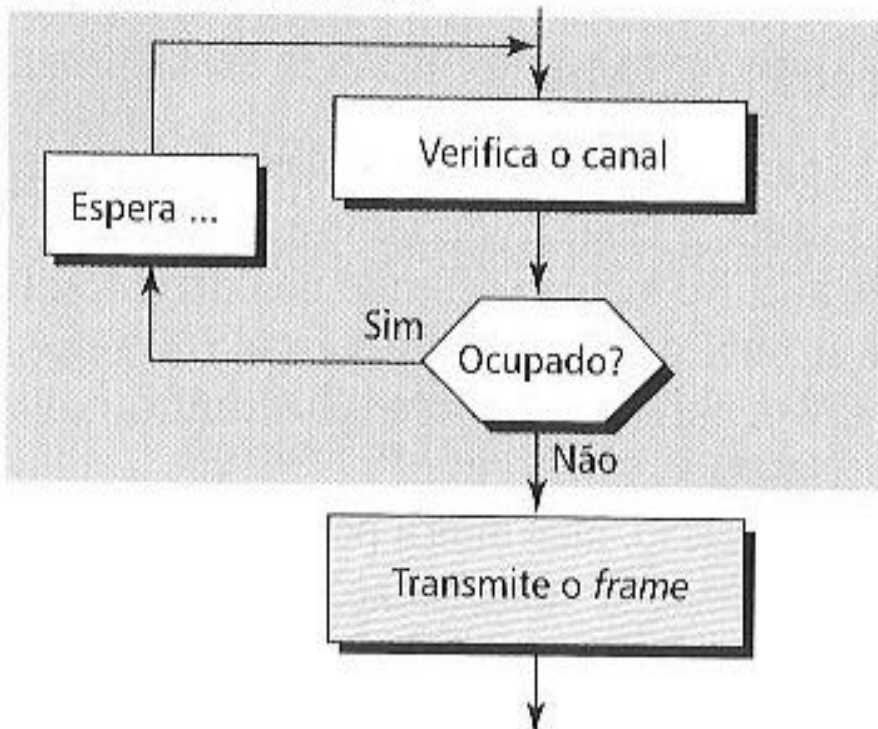 Verifica o canal
Espera ...
Sim
Ocupado?
Não
Transmite o frame